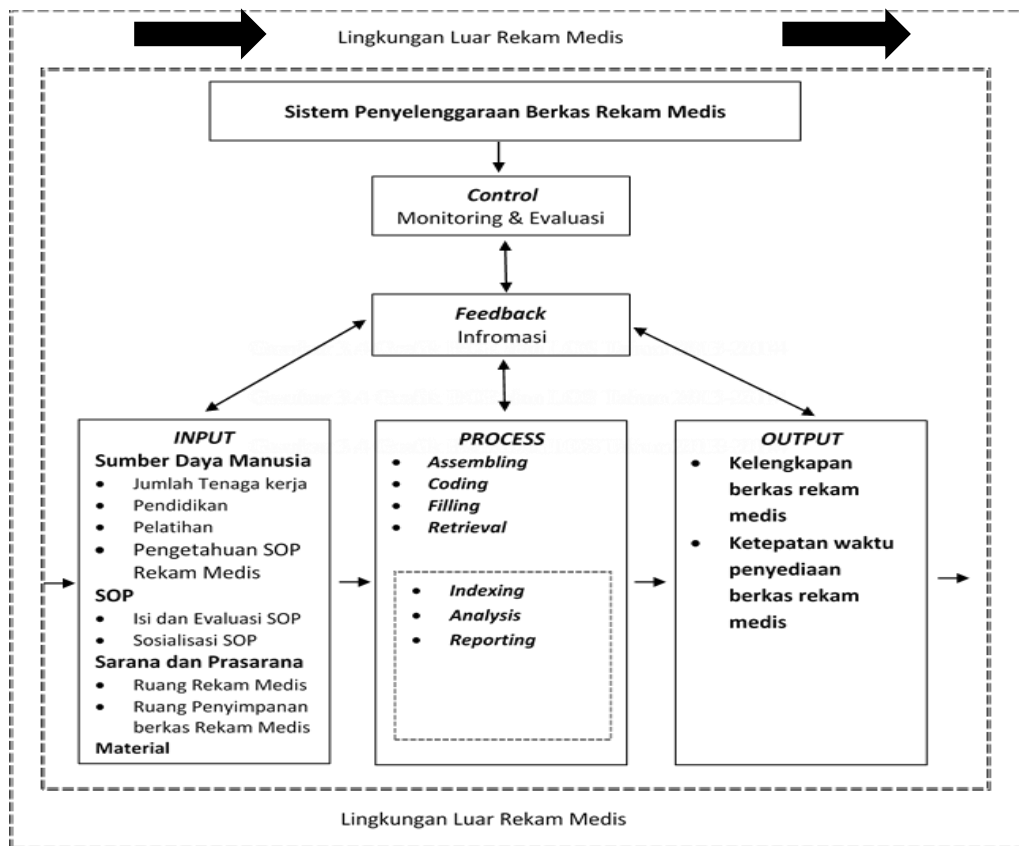 Lingkungan Luar Rekam Medis
Sistem Penyelenggaraan Berkas Rekam Medis
Control
Monitoring & Evaluasi
Feedback
Infromasi
INPUT
Sumber Daya Manusia
• Jumlah Tenaga kerja
• Pendidikan
• Pelatihan
• Pengetahuan SOP
Rekam Medis
SOP
• Isi dan Evaluasi SOP
• Sosialisasi SOP
Sarana dan Prasarana
• Ruang Rekam Medis
• Ruang Penyimpanan
berkas Rekam Medis
Material
PROCESS
• Assembling
• Coding
• Filling
• Retrieval
• Indexing
• Analysis
• Reporting
OUTPUT
• Kelengkapan
berkas rekam
medis
• Ketepatan waktu
penyediaan
berkas rekam
medis
Lingkungan Luar Rekam Medis